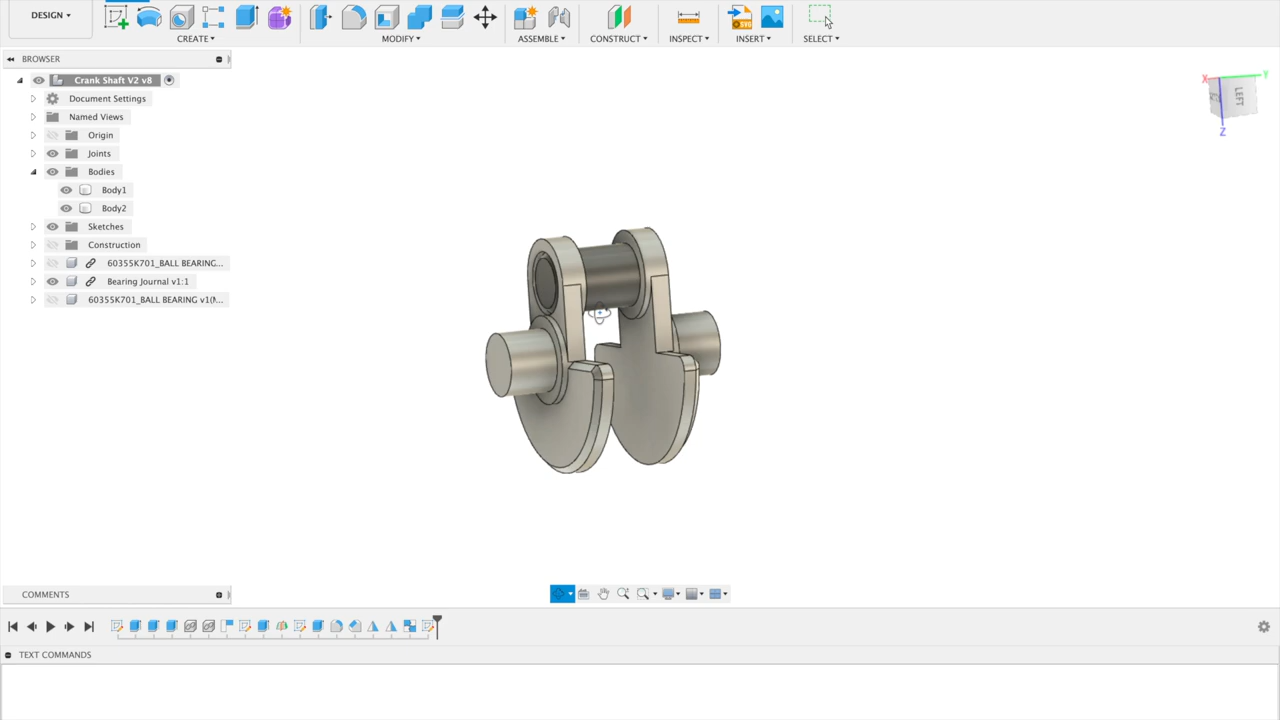 DESIGN
CREATE
MODIFY
ASSEMBLE
CONSTRUCT
INSPECT
INSERT
SELECT
BROWSER
Crank Shaft V2 v8
Document Settings
Named Views
Origin
Joints
Bodies
Body1
Body2
Sketches
Construction
60355K701_BALL BEARING...
Bearing Journal v1:1
60355K701_BALL BEARING v1(M...
X
Y
LEFT
Z
COMMENTS
TEXT COMMANDS